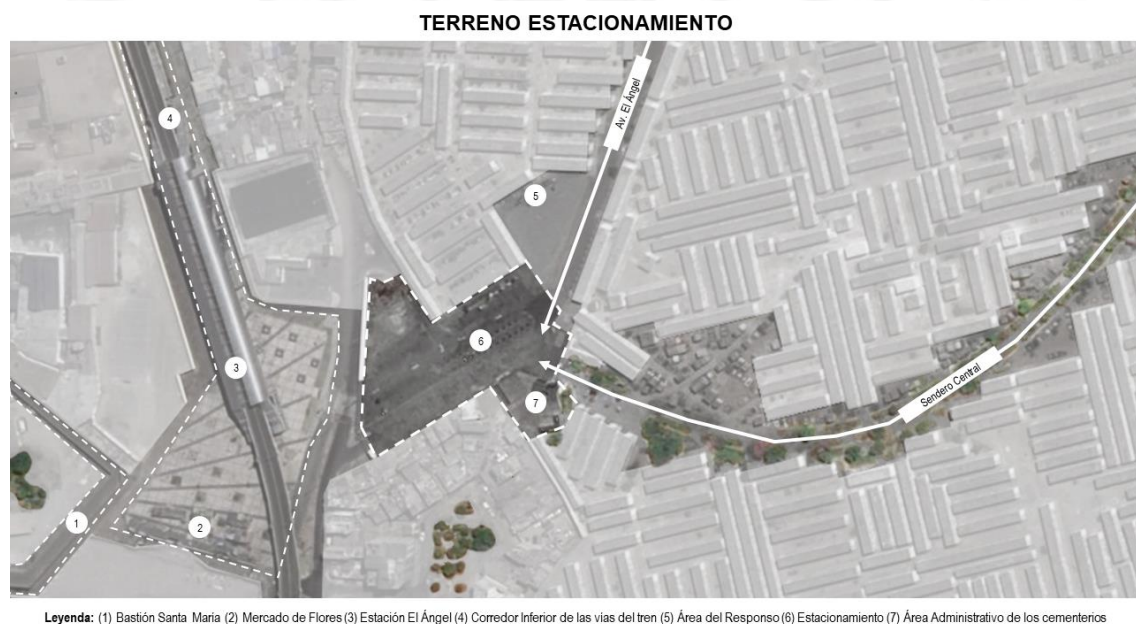 TERRENO ESTACIONAMIENTO
Av. El Ángel
4
5
6
3
7
Sendero Central
1
2
Leyenda: (1) Bastión Santa Maria (2) Mercado de Flores (3) Estación El Ángel (4) Corredor Inferior de las vias del tren (5) Área del Responso (6) Estacionamiento (7) Área Administrativo de los cementerios